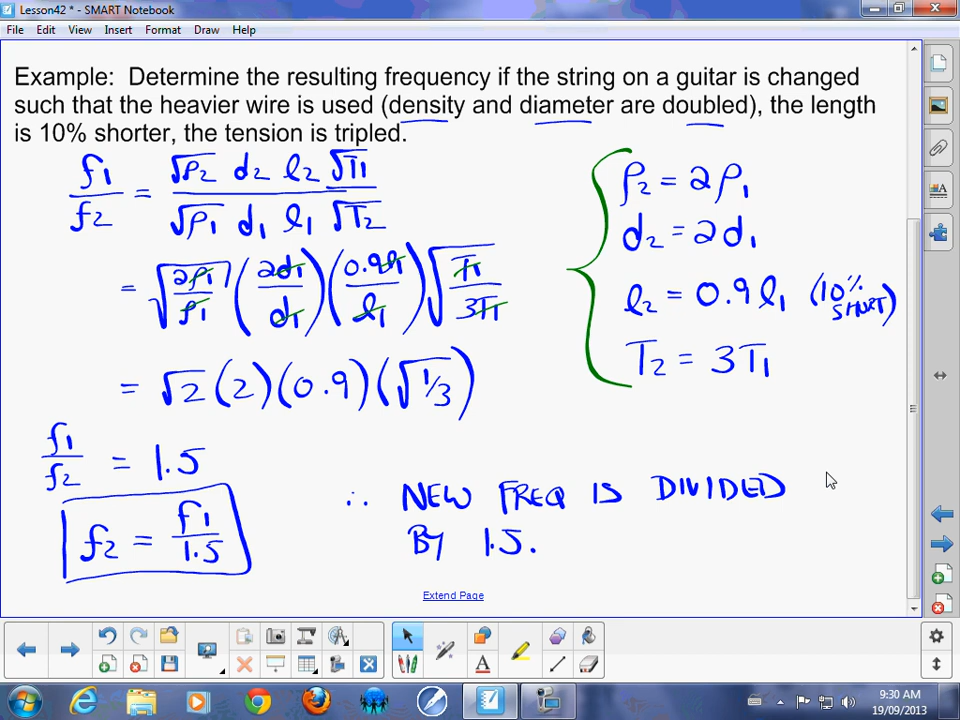 Lesson42 * - SMART Notebook
File Edit View Insert Format Draw Help
Example: Determine the resulting frequency if the string on a guitar is changed
such that the heavier wire is used (density and diameter are doubled), the length
is 10% shorter, the tension is tripled.
f₁/f₂ = (√ρ₂ d₂ l₂ √T₁)/(√ρ₁ d₁ l₁ √T₂)
= √(2ρ₁/ρ₁) (2d₁/d₁)(0.9l₁/l₁) √(T₁/3T₁)
= √2 (2)(0.9)(√1/3)
f₁/f₂ = 1.5
f₂ = f₁/1.5
ρ₂ = 2ρ₁
d₂ = 2d₁
l₂ = 0.9 l₁ (10% SHORT)
T₂ = 3T₁
∴ NEW FREQ IS DIVIDED
BY 1.5.
Extend Page
9:30 AM
19/09/2013